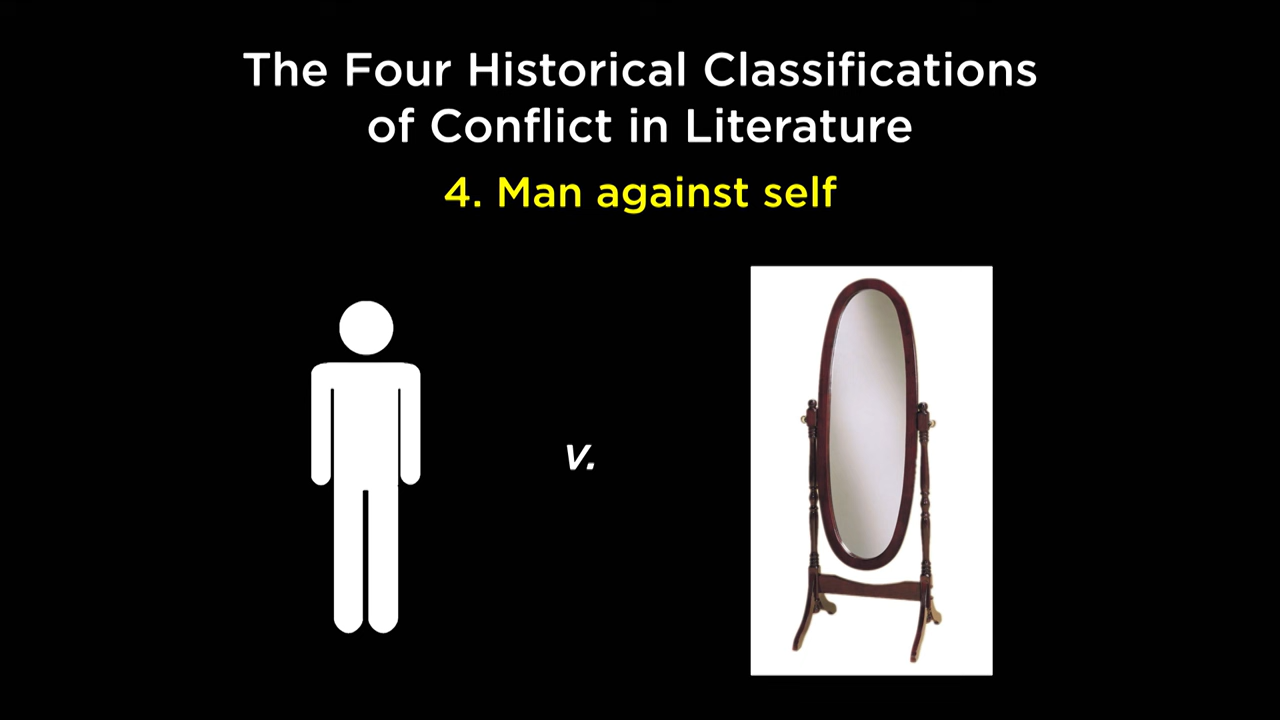 The Four Historical Classifications
of Conflict in Literature
4. Man against self
v.